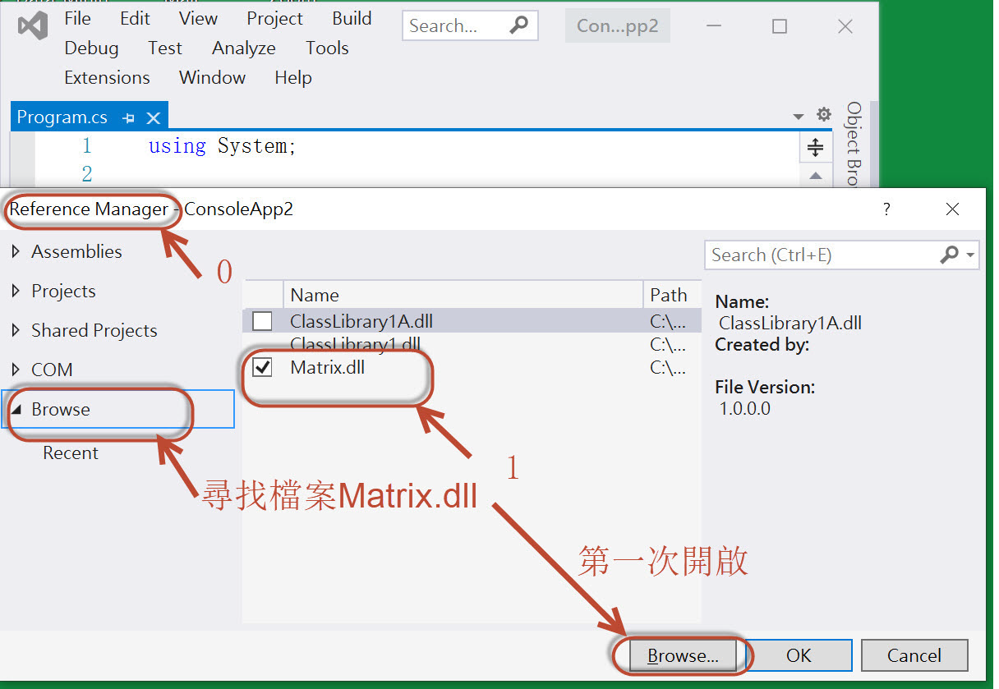 File Edit View Project Build
Search...
Con...pp2
Debug Test Analyze Tools
Extensions Window Help
Program.cs
Object Bro
1 using System;
2
Reference Manager - ConsoleApp2
?
Assemblies
Search (Ctrl+E)
0
Projects
Name Path
Name:
ClassLibrary1A.dll C:\...
ClassLibrary1A.dll
Shared Projects
ClassLibrary1.dll C:\...
Created by:
COM
Matrix.dll C:\...
File Version:
1.0.0.0
Browse
Recent
1
尋找檔案Matrix.dll
第一次開啟
Browse... OK Cancel